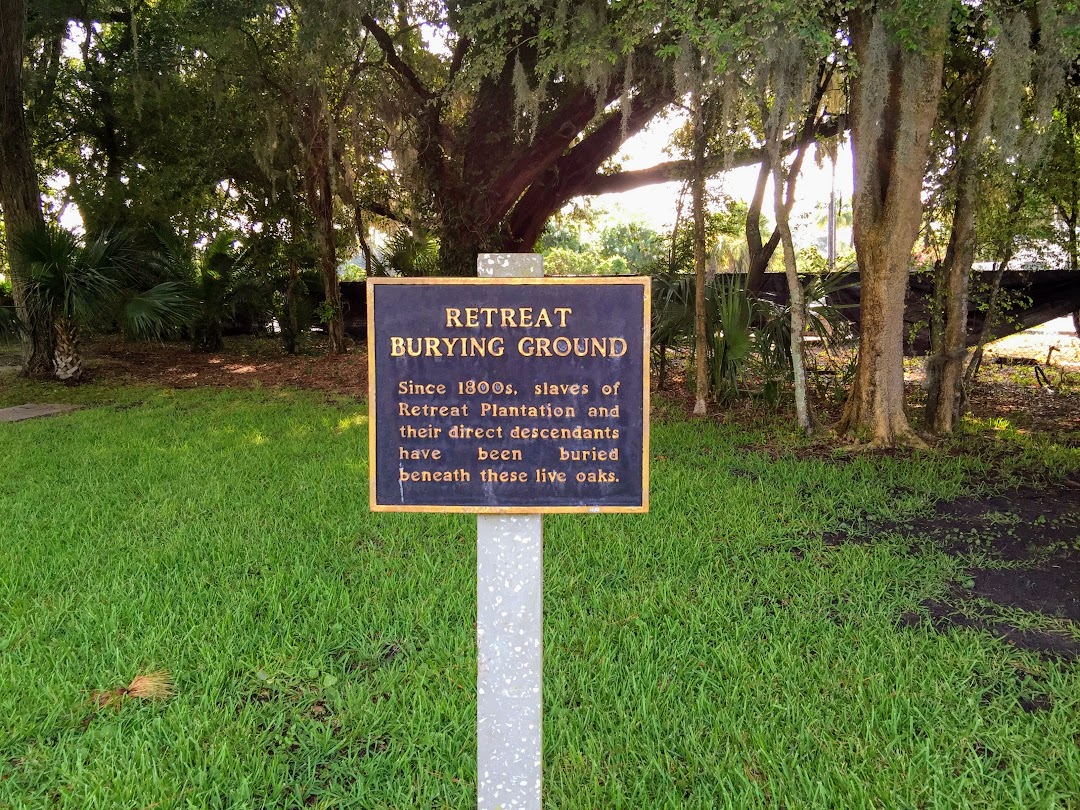 RETREAT
BURYING GROUND
Since 1800s, slaves of
Retreat Plantation and
their direct descendants
have been buried
beneath these live oaks.